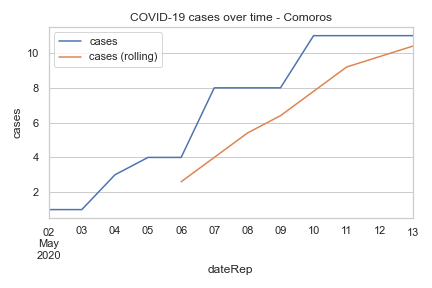 COVID-19 cases over time - Comoros
cases
cases (rolling)
10
8
6
4
2
cases
02 03 04 05 06 07 08 09 10 11 12 13
May
2020
dateRep